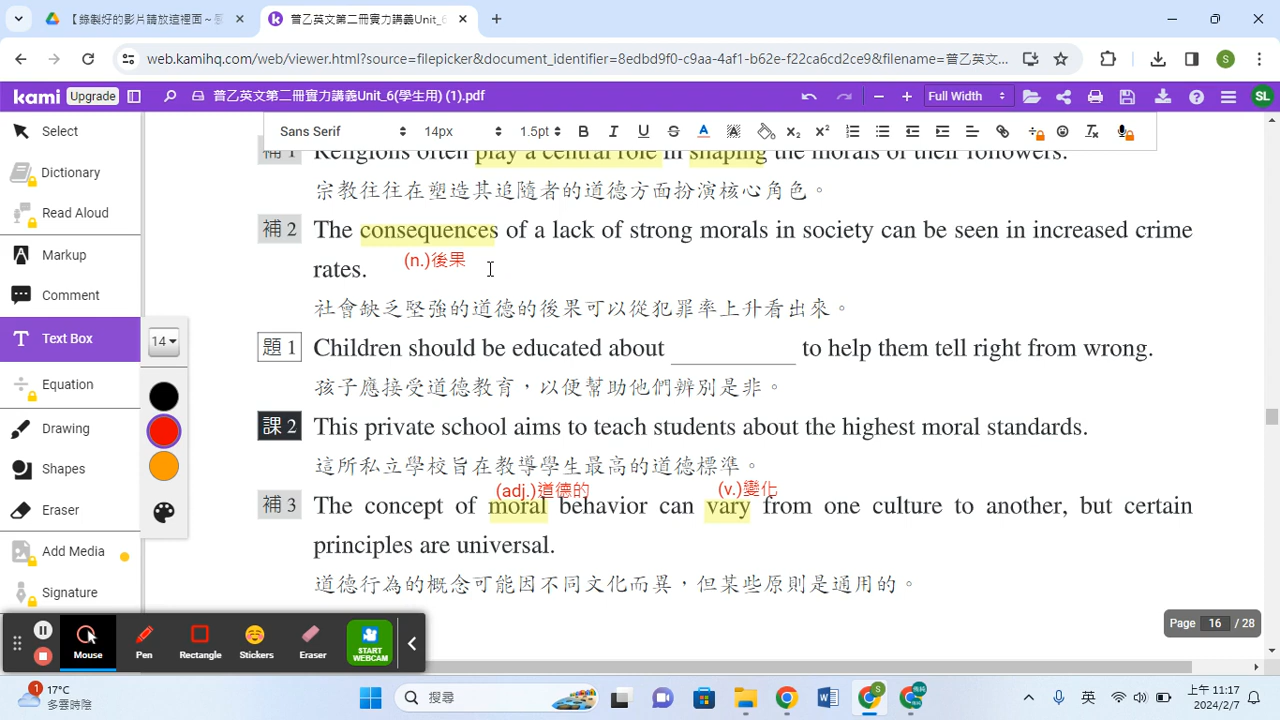 【錄製好的影片請放這裡面～
普乙英文第二冊實力講義Unit_6
web.kamihq.com/web/viewer.html?source=filepicker&document_identifier=8edbd9f0-c9aa-4af1-b62e-f22ca6cd2ce9&filename=普乙英文...
S
kami
Upgrade
普乙英文第二冊實力講義Unit_6(學生用) (1).pdf
Full Width
SL
Select
Dictionary
Read Aloud
Markup
Comment
Text Box
Equation
Drawing
Shapes
Eraser
Add Media
Signature
Sans Serif
14px
1.5pt
B
I
U
S
A
x₂
x²
14
補 1 Religions often play a central role in shaping the morals of their followers.
宗教往往在塑造其追隨者的道德方面扮演核心角色。
補 2 The consequences of a lack of strong morals in society can be seen in increased crime
(n.)後果
rates.
社會缺乏堅強的道德的後果可以從犯罪率上升看出來。
題 1 Children should be educated about ________ to help them tell right from wrong.
孩子應接受道德教育，以便幫助他們辨別是非。
課 2 This private school aims to teach students about the highest moral standards.
這所私立學校旨在教導學生最高的道德標準。
(adj.)道德的 (v.)變化
補 3 The concept of moral behavior can vary from one culture to another, but certain
principles are universal.
道德行為的概念可能因不同文化而異，但某些原則是通用的。
Page 16 / 28
Mouse
Pen
Rectangle
Stickers
Eraser
START
WEBCAM
1
17°C
多雲時陰
搜尋
英
上午 11:17
2024/2/7